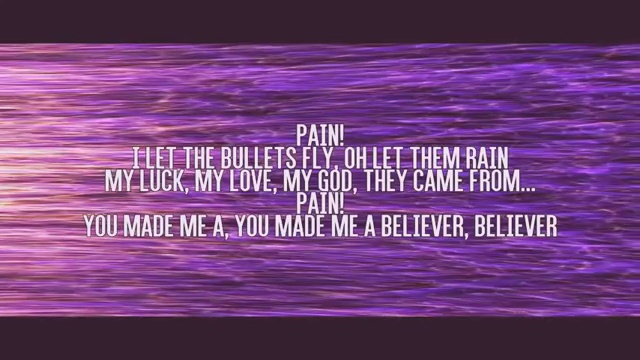 PAIN!
I LET THE BULLETS FLY, OH LET THEM RAIN
MY LUCK, MY LOVE, MY GOD, THEY CAME FROM...
PAIN!
YOU MADE ME A, YOU MADE ME A BELIEVER, BELIEVER